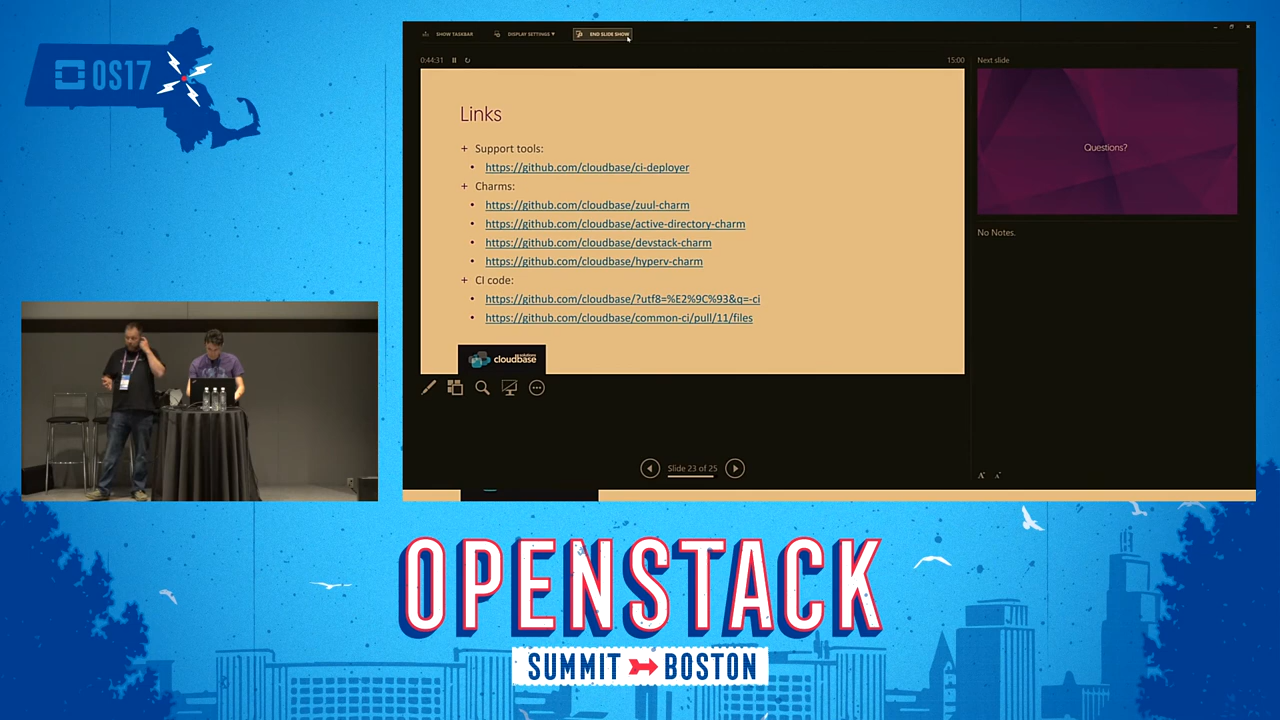 OS17
SHOW TASKBAR
DISPLAY SETTINGS ▾
END SLIDE SHOW
0:44:31
15:00
Next slide
Links
+ Support tools:
• https://github.com/cloudbase/ci-deployer
+ Charms:
• https://github.com/cloudbase/zuul-charm
• https://github.com/cloudbase/active-directory-charm
• https://github.com/cloudbase/devstack-charm
• https://github.com/cloudbase/hyperv-charm
+ CI code:
• https://github.com/cloudbase/?utf8=%E2%9C%93&q=-ci
• https://github.com/cloudbase/common-ci/pull/11/files
cloudbase
solutions
Questions?
No Notes.
Slide 23 of 25
A
A
OPENSTACK
SUMMIT BOSTON